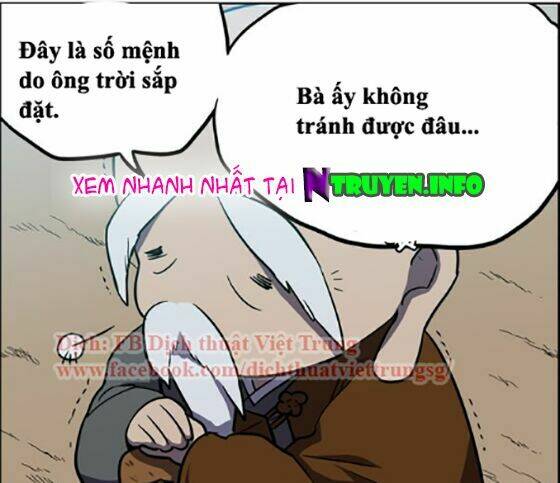 Đây là số mệnh
do ông trời sắp
đặt.
Bà ấy không
tránh được đâu...
XEM NHANH NHẤT TẠI NTRUYEN.INFO
Dịch: FB Dịch thuật Việt Trung
www.facebook.com/dichthuatviettrungsg/